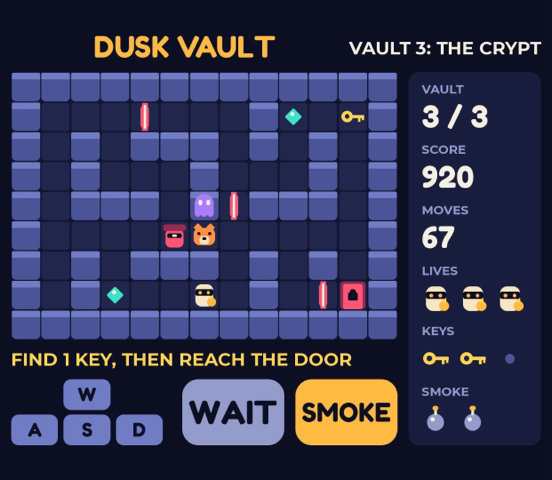 DUSK VAULT
VAULT 3: THE CRYPT
VAULT
3 / 3
SCORE
920
MOVES
67
LIVES
KEYS
SMOKE
FIND 1 KEY, THEN REACH THE DOOR
W
A S D
WAIT
SMOKE